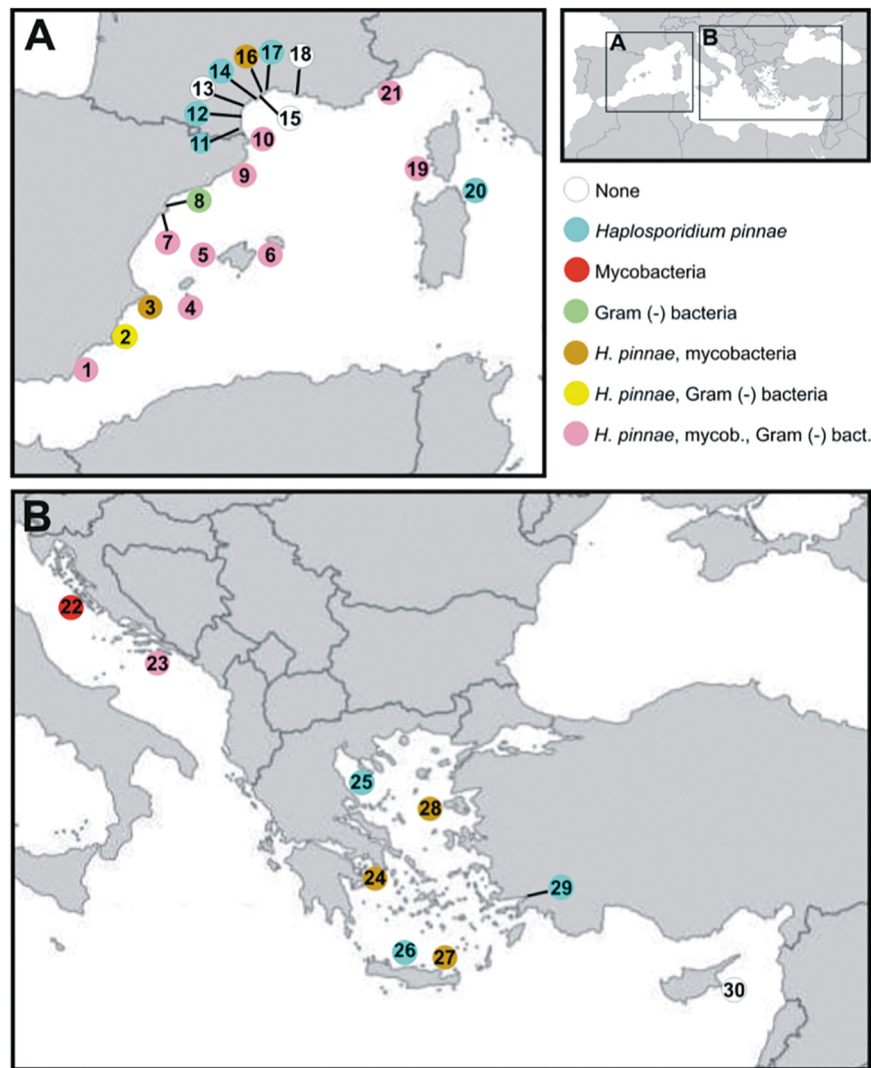 A
16
17
18
14
13
12
15
11
10
9
8
7
5
6
3
4
2
1
21
19
20
A
B
None
Haplosporidium pinnae
Mycobacteria
Gram (-) bacteria
H. pinnae, mycobacteria
H. pinnae, Gram (-) bacteria
H. pinnae, mycob., Gram (-) bact.
B
22
23
25
28
24
29
26
27
30